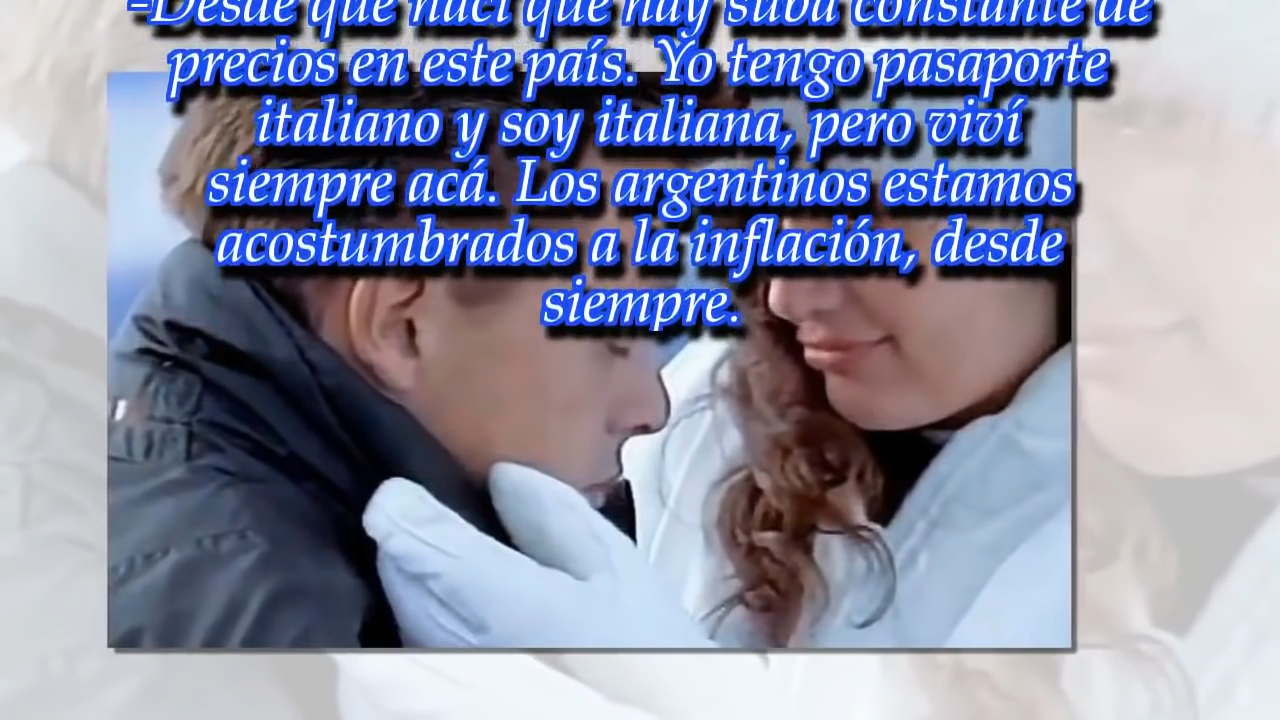 -Desde que nací que hay suba constante de
precios en este país. Yo tengo pasaporte
italiano y soy italiana, pero viví
siempre acá. Los argentinos estamos
acostumbrados a la inflación, desde
siempre.